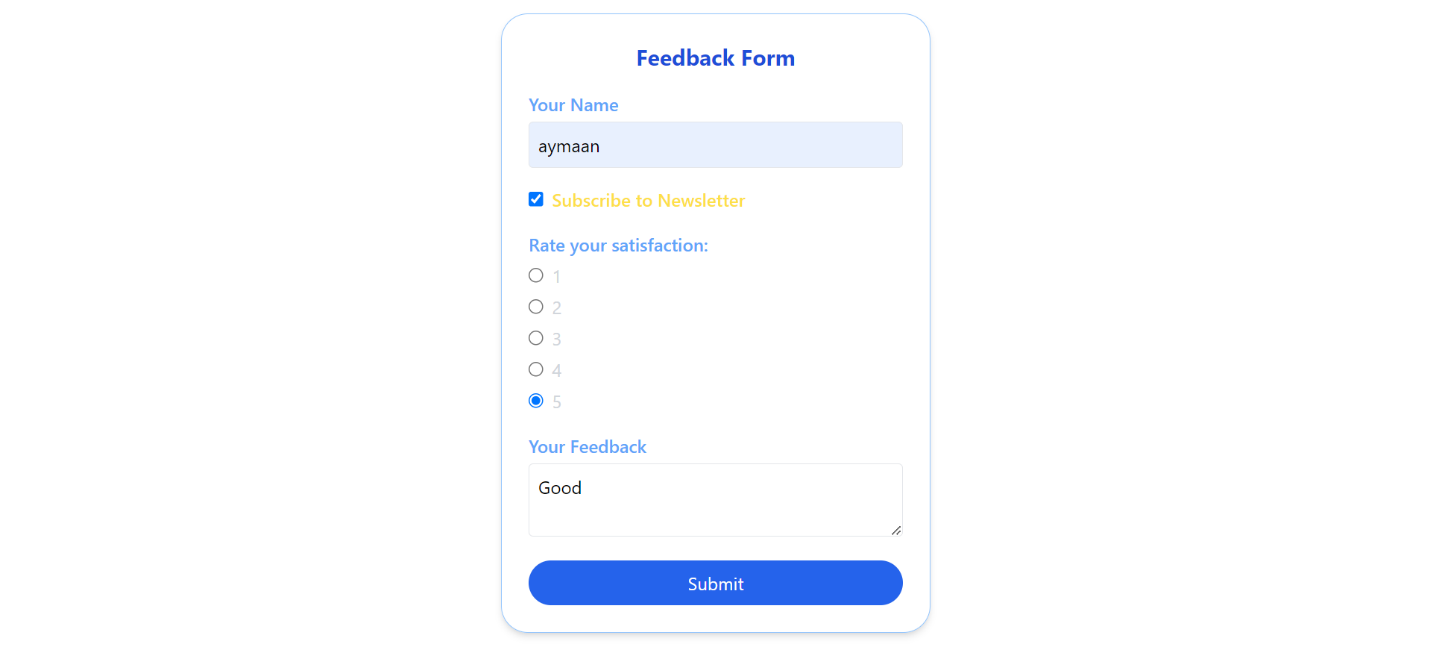 Feedback Form
Your Name
aymaan
Subscribe to Newsletter
Rate your satisfaction:
1
2
3
4
5
Your Feedback
Good
Submit